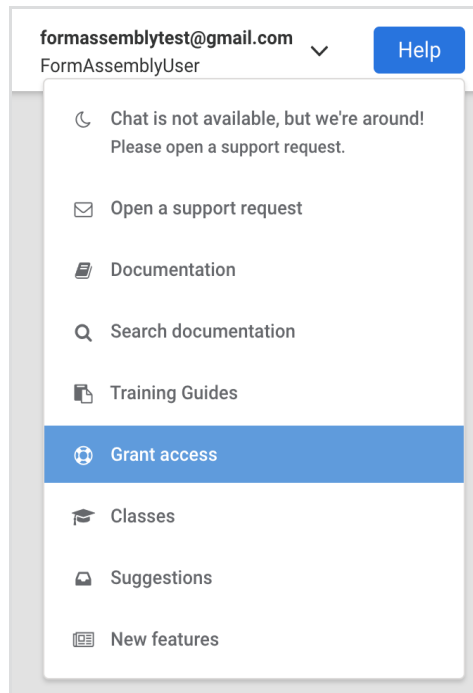 formassemblytest@gmail.com
FormAssemblyUser
Help
Chat is not available, but we're around!
Please open a support request.
Open a support request
Documentation
Search documentation
Training Guides
Grant access
Classes
Suggestions
New features